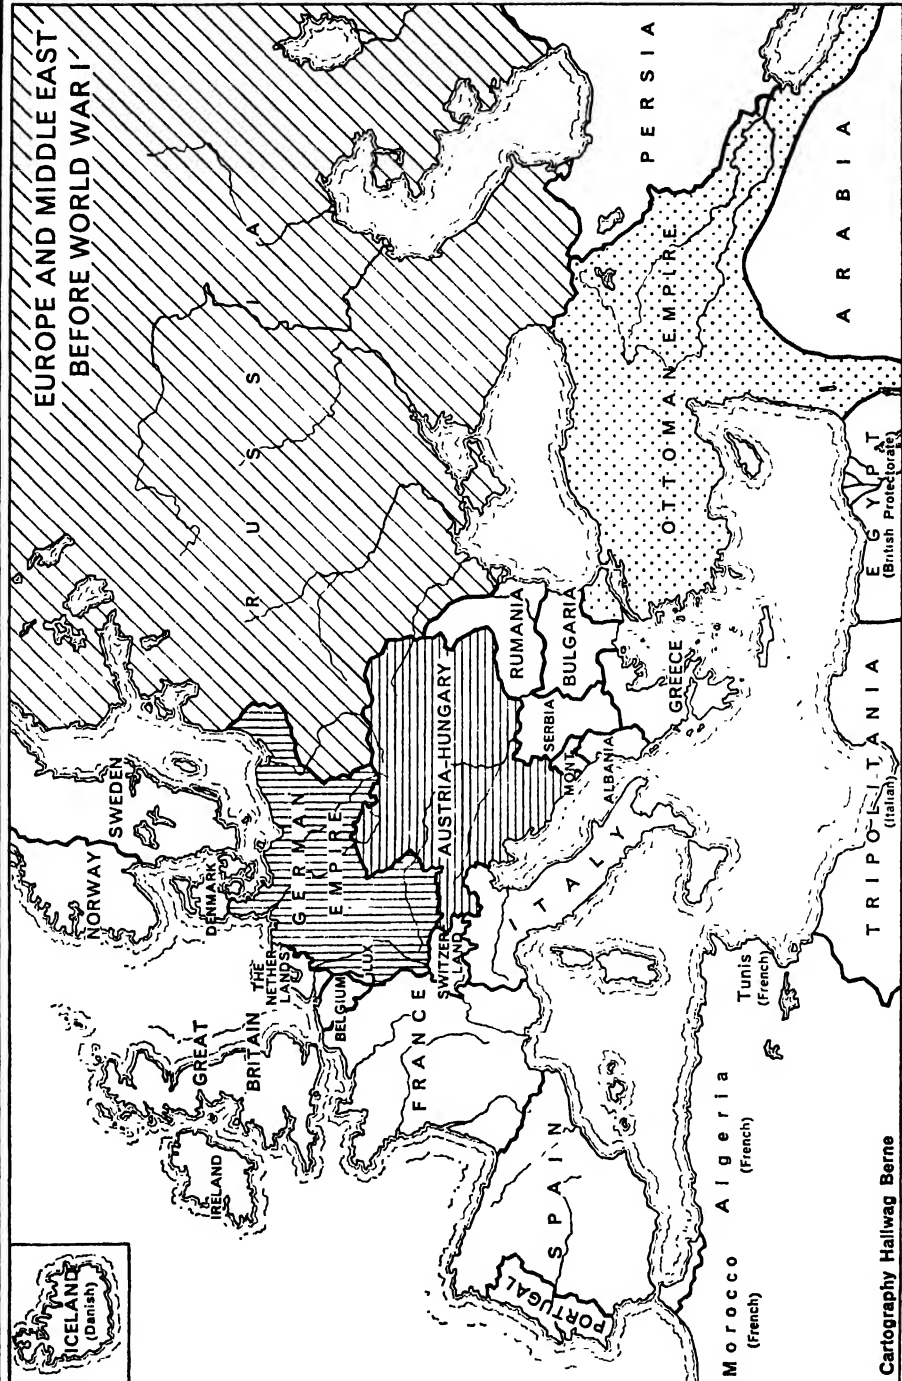 EUROPE AND MIDDLE EAST
BEFORE WORLD WAR I
ICELAND
(Danish)
NORWAY
SWEDEN
RUSSIA
IRELAND
GREAT
BRITAIN
DENMARK
THE
NETHER-
LANDS
BELGIUM
LUX
GERMAN
EMPIRE
FRANCE
SWITZER-
LAND
AUSTRIA-HUNGARY
RUMANIA
BULGARIA
SERBIA
MONT.
ALBANIA
GREECE
ITALY
PORTUGAL
SPAIN
OTTOMAN EMPIRE
PERSIA
ARABIA
Morocco
(French)
Algeria
(French)
Tunis
(French)
TRIPOLITANIA
(Italian)
EGYPT
(British Protectorate)
Cartography Hallwag Berne